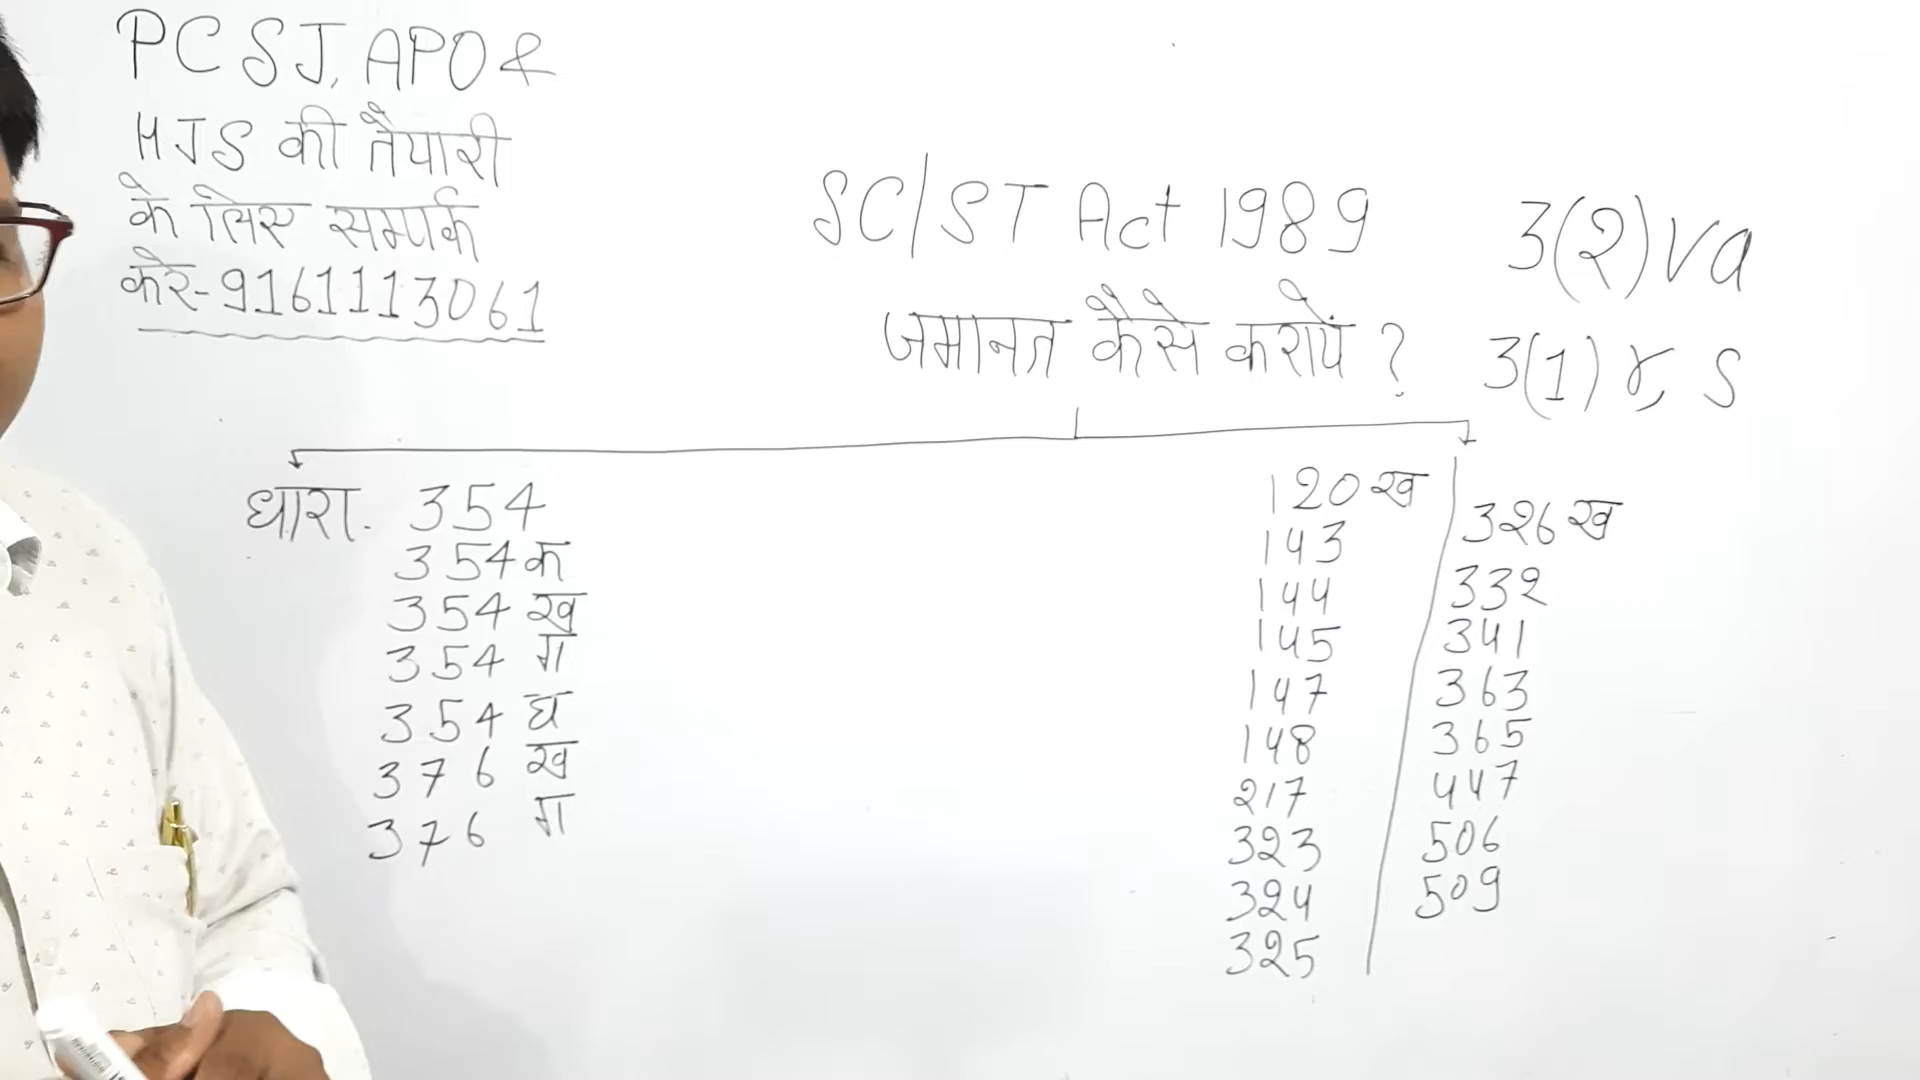 PCSJ, APO &
HJS की तैयारी
के लिए सम्पर्क
करे-9161113061
SC/ST Act 1989
जमानत कैसे करायें ?
3(2)va
3(1) r, s
धारा. 354
354 क
354 ख
354 ग
354 घ
376 ख
376 ग
120 ख
143
144
145
147
148
217
323
324
325
326 ख
332
341
363
365
447
506
509